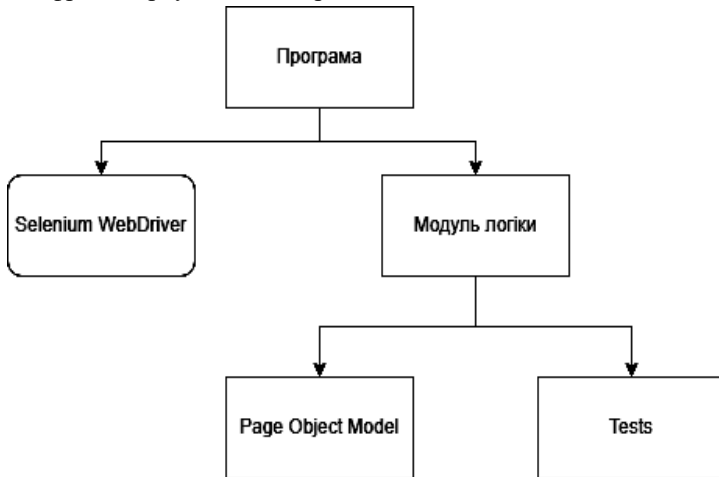 Програма
Selenium WebDriver
Модуль логіки
Page Object Model
Tests